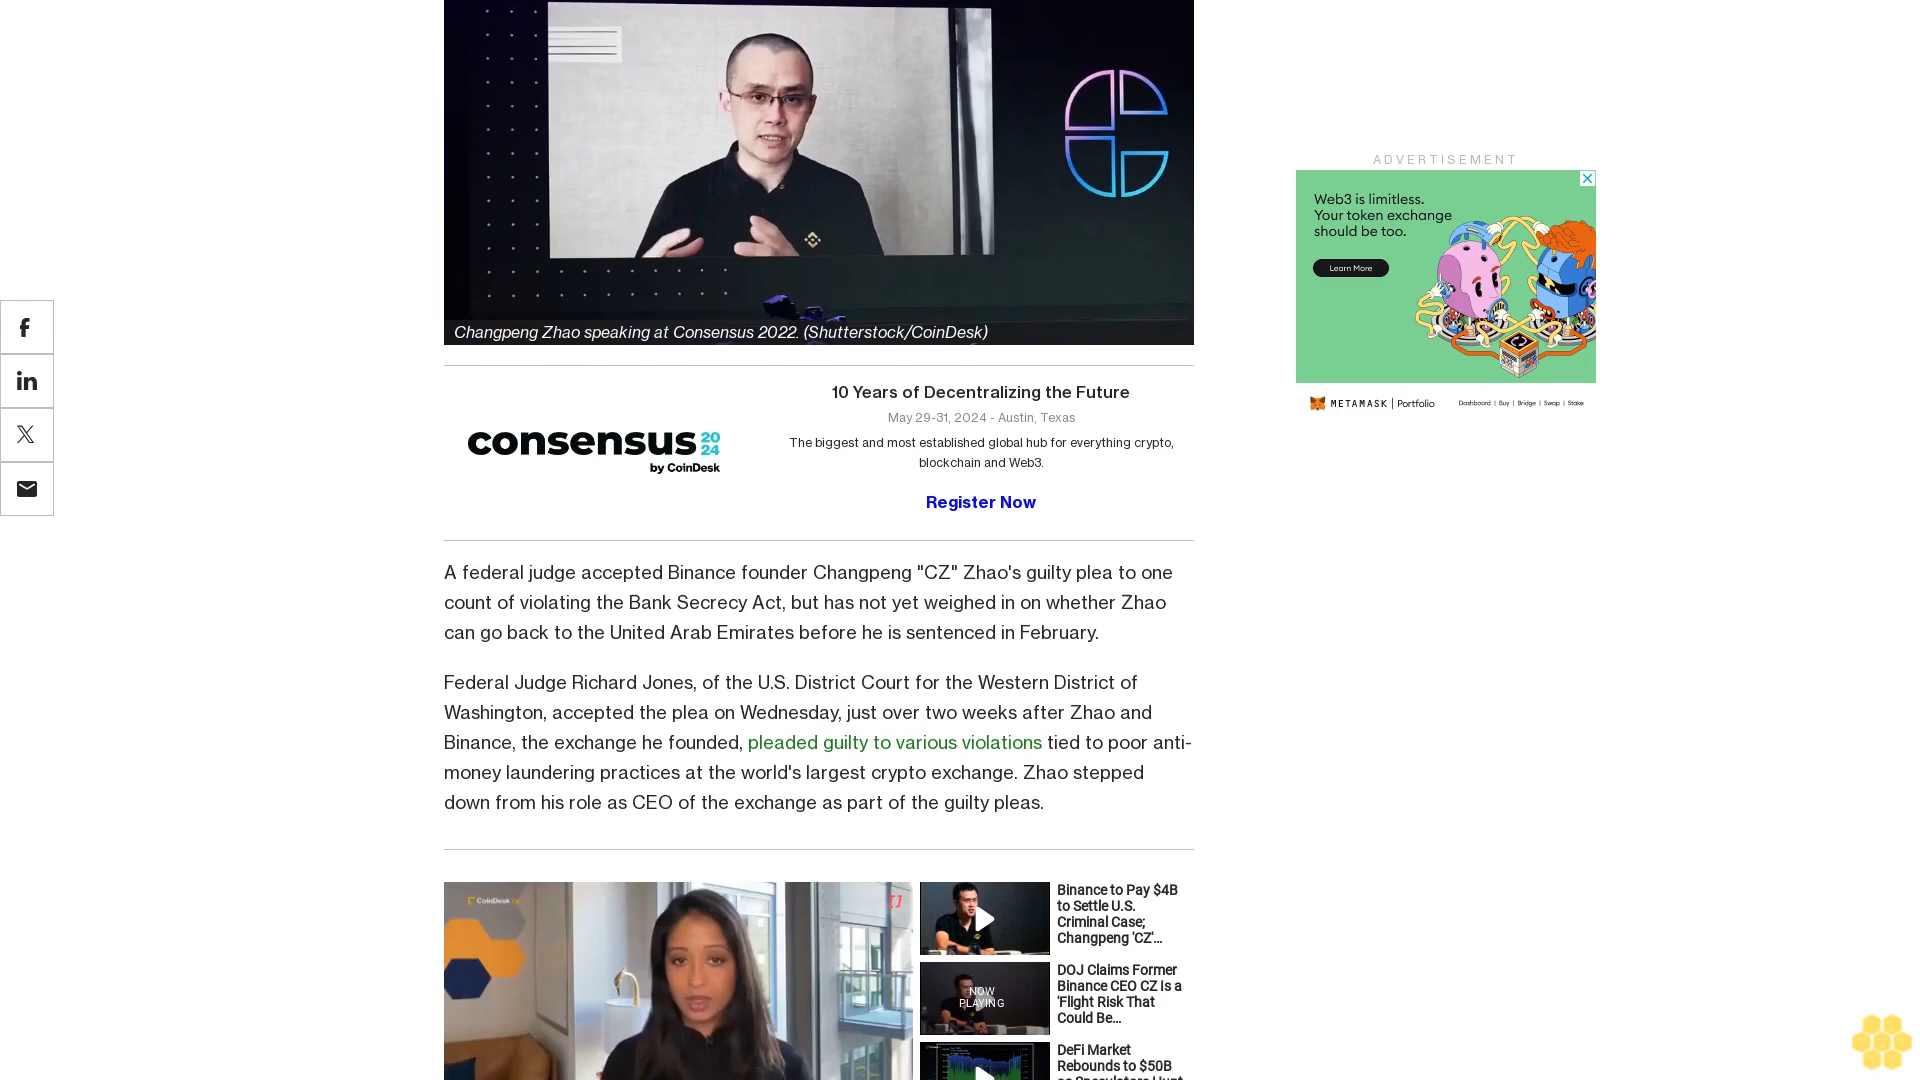 Changpeng Zhao speaking at Consensus 2022. (Shutterstock/CoinDesk)
ADVERTISEMENT
Web3 is limitless.
Your token exchange
should be too.
Learn More
METAMASK | Portfolio
Dashboard | Buy | Bridge | Swap | Stake
consensus 2024
by CoinDesk
10 Years of Decentralizing the Future
May 29-31, 2024 - Austin, Texas
The biggest and most established global hub for everything crypto,
blockchain and Web3.
Register Now
A federal judge accepted Binance founder Changpeng "CZ" Zhao's guilty plea to one
count of violating the Bank Secrecy Act, but has not yet weighed in on whether Zhao
can go back to the United Arab Emirates before he is sentenced in February.
Federal Judge Richard Jones, of the U.S. District Court for the Western District of
Washington, accepted the plea on Wednesday, just over two weeks after Zhao and
Binance, the exchange he founded, pleaded guilty to various violations tied to poor anti-
money laundering practices at the world's largest crypto exchange. Zhao stepped
down from his role as CEO of the exchange as part of the guilty pleas.
CoinDesk
Binance to Pay $4B
to Settle U.S.
Criminal Case;
Changpeng 'CZ'...
NOW
PLAYING
DOJ Claims Former
Binance CEO CZ Is a
'Flight Risk That
Could Be...
DeFi Market
Rebounds to $50B
as Speculators Hunt